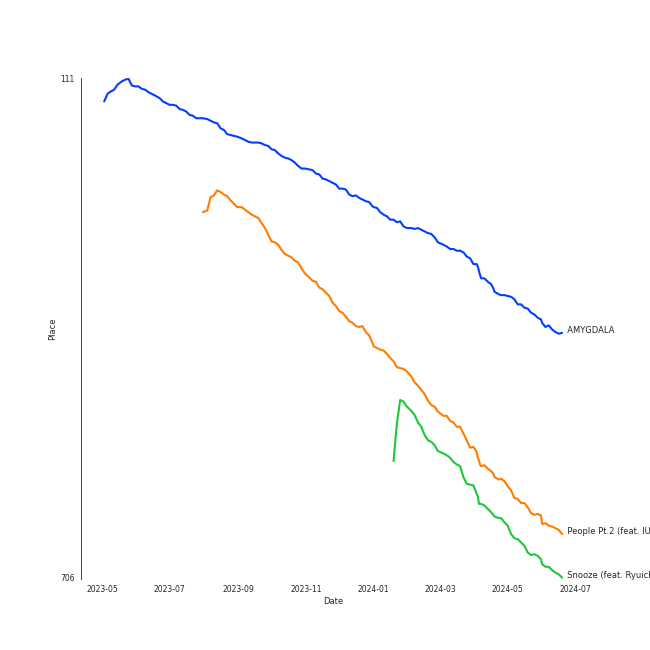 111
AMYGDALA
Place
People Pt.2 (feat. IU
Snooze (feat. Ryuic
706
2023-05 2023-07 2023-09 2023-11 2024-01 2024-03 2024-05 2024-07
Date